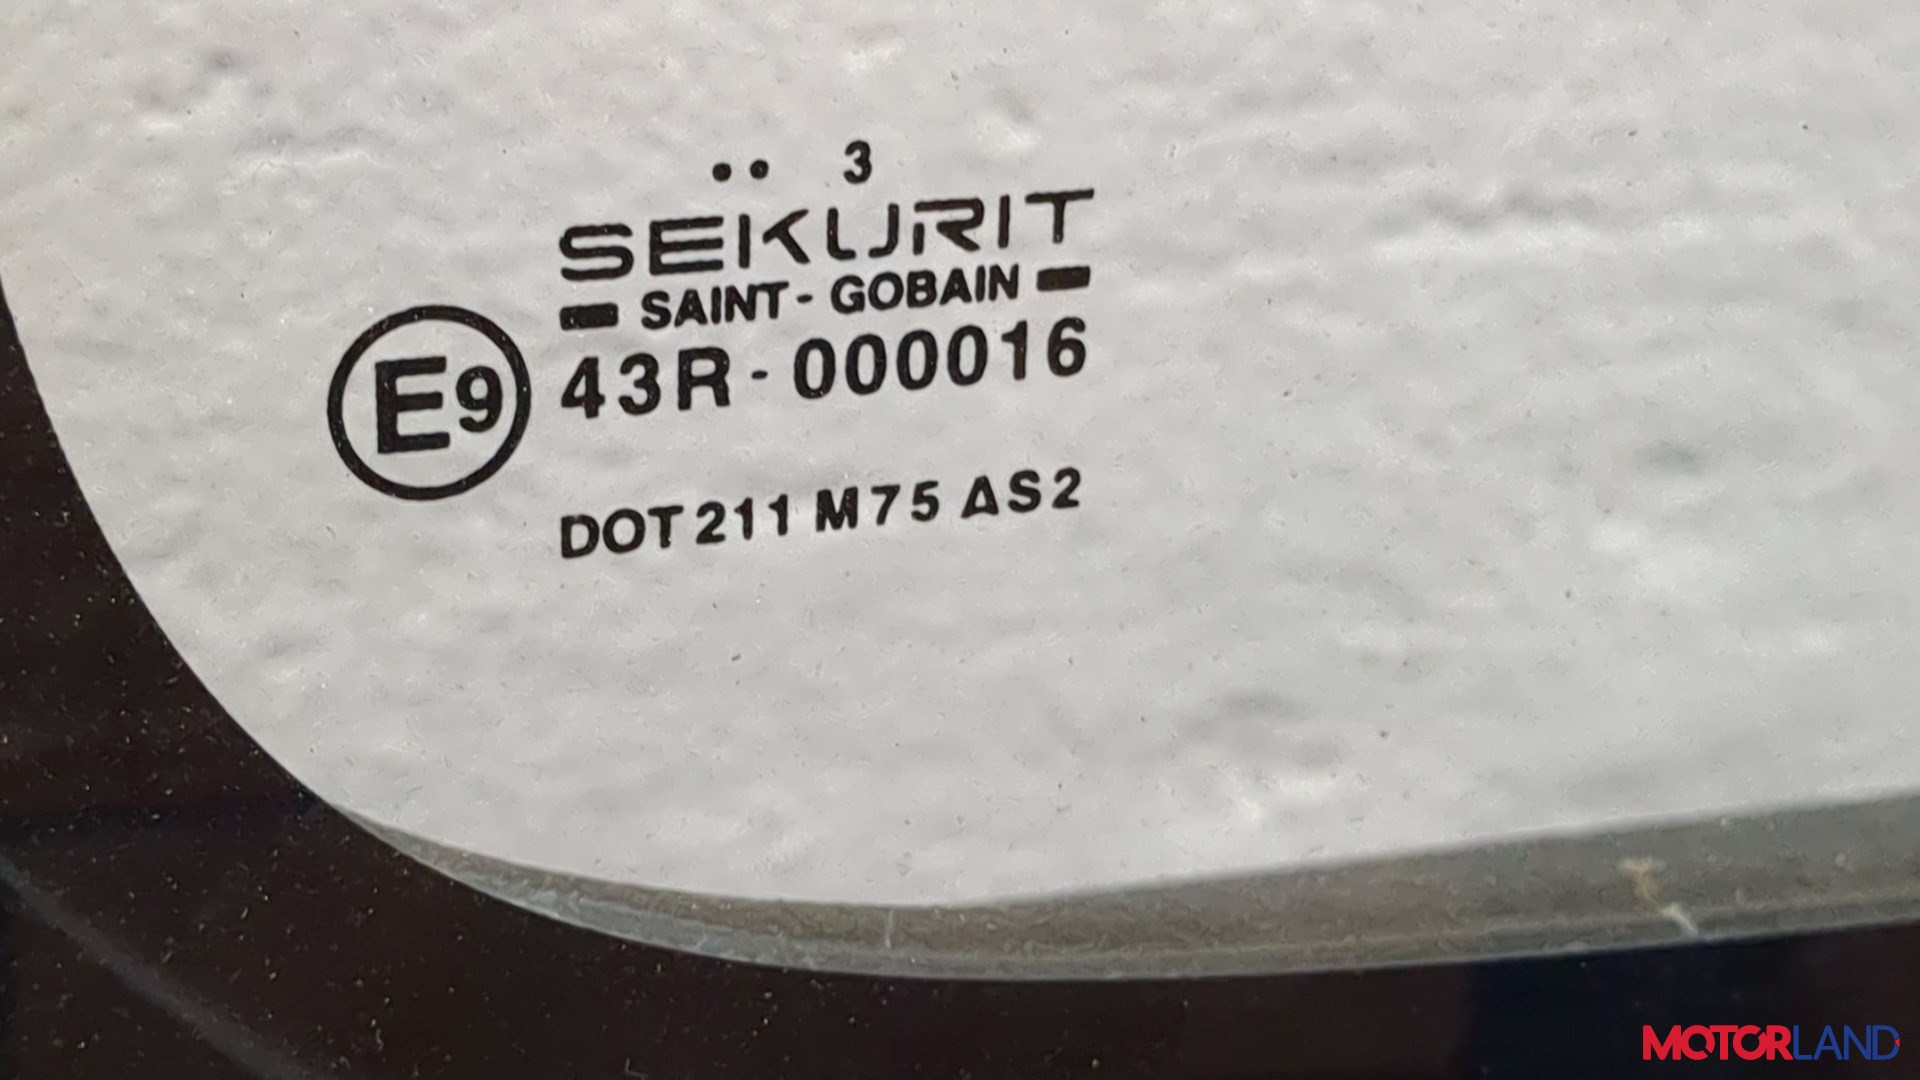 .. 3
SEKURIT
SAINT-GOBAIN
E9 43R-000016
DOT 211 M75 AS2
MOTORLAND